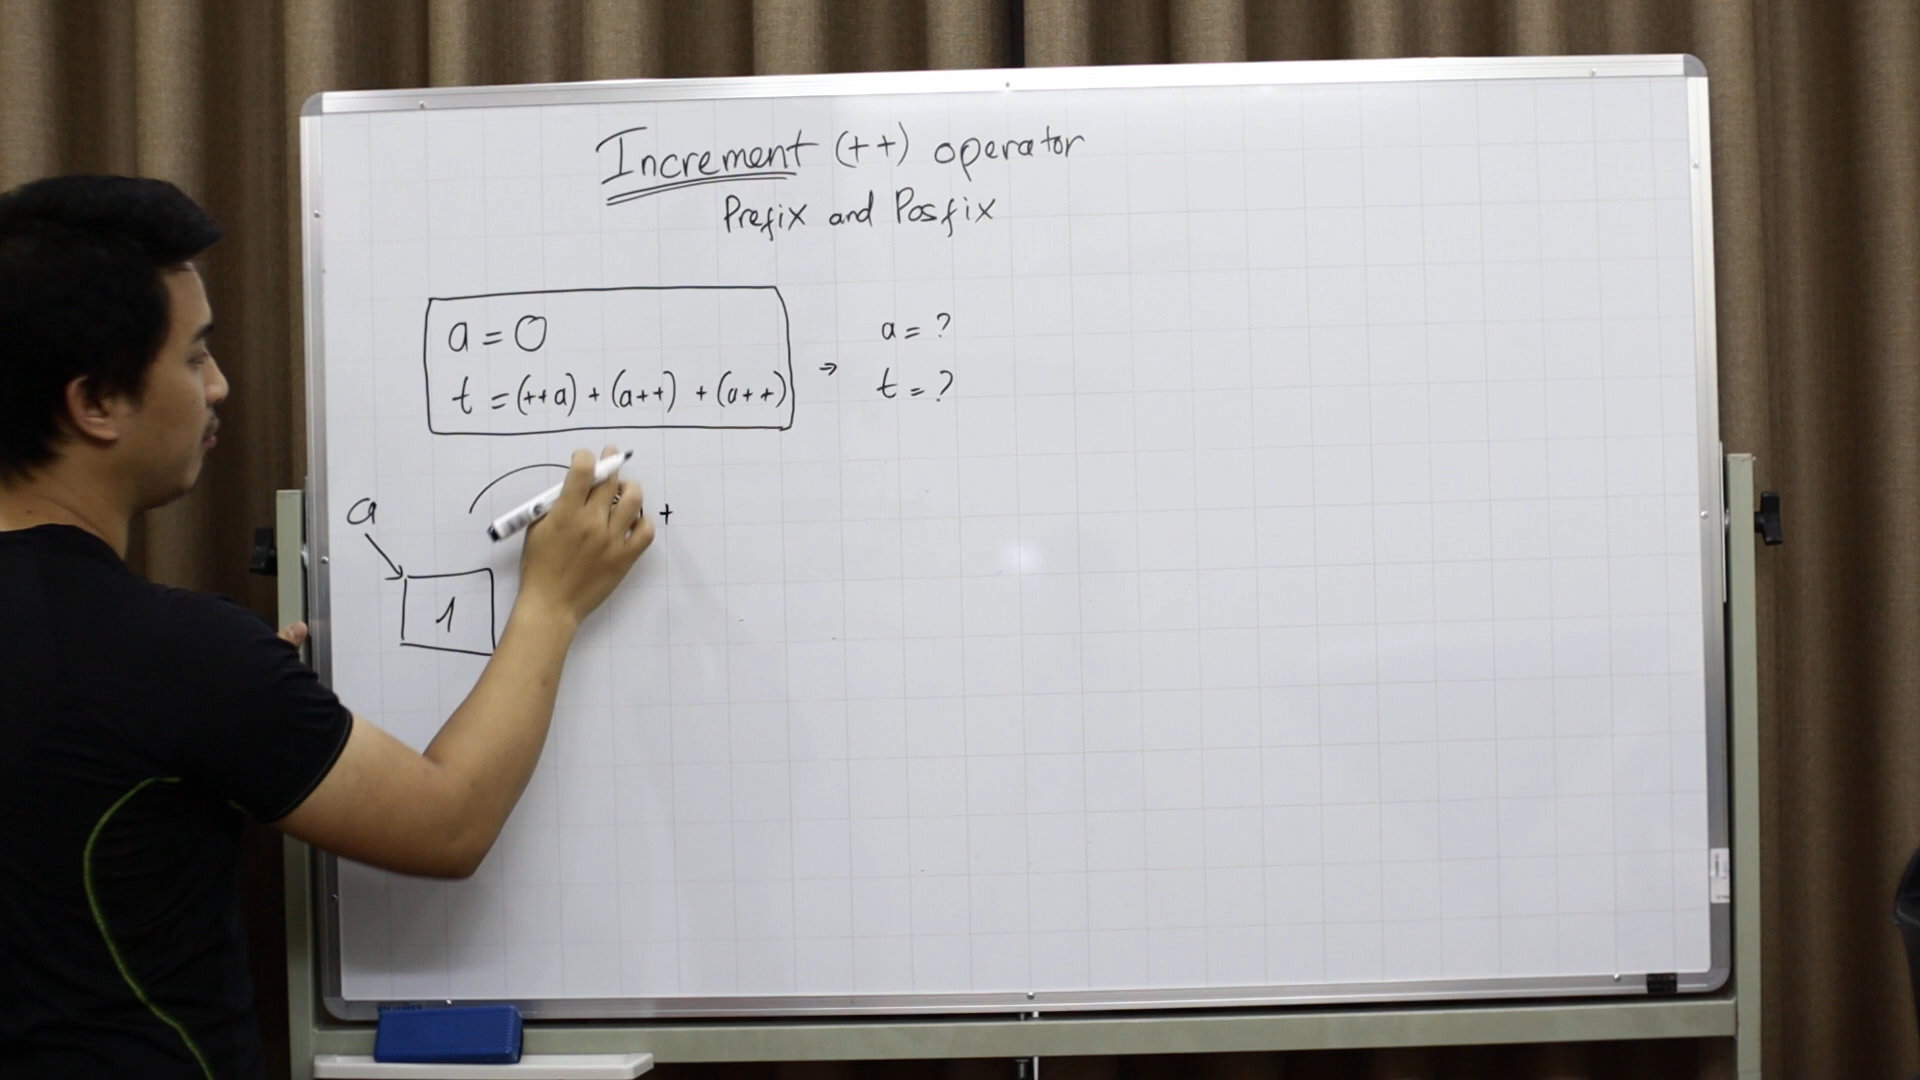 Increment (++) operator
Prefix and Posfix
a = 0
t = (++a) + (a++) + (a++)
→
a = ?
t = ?
a
+
1